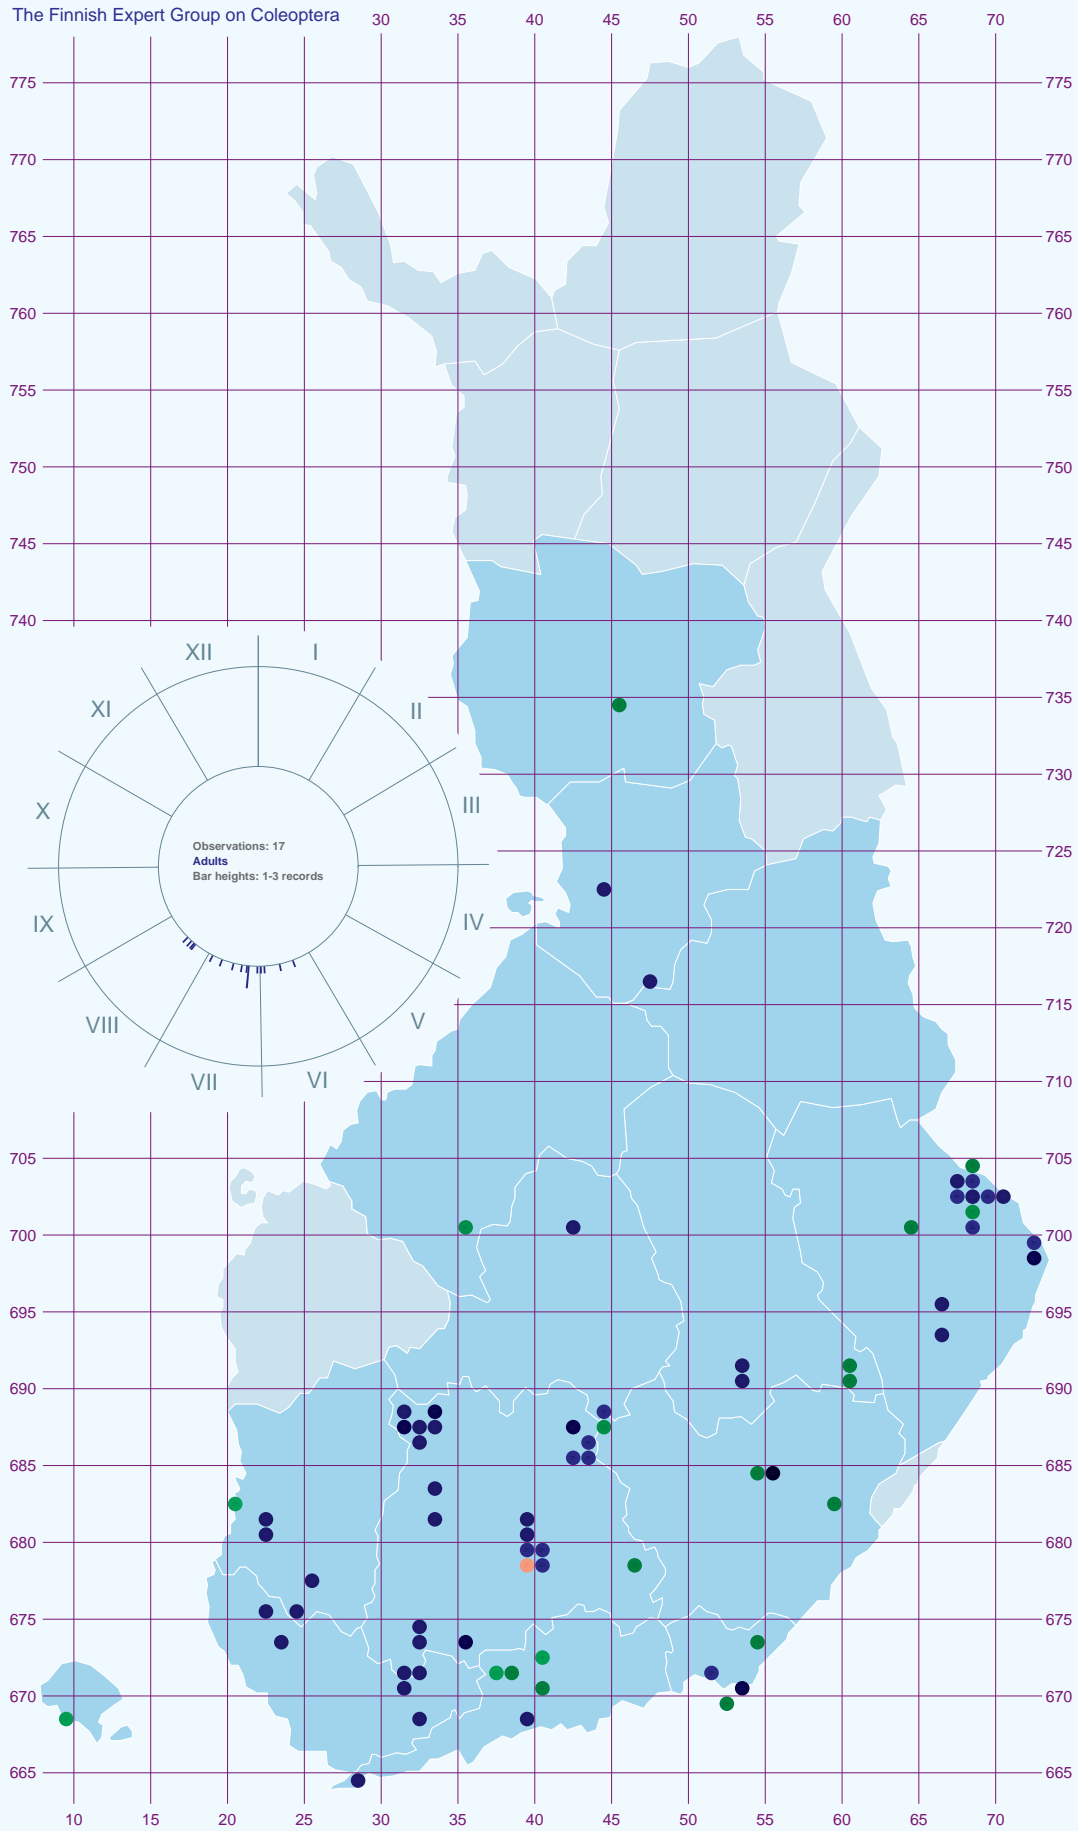 The Finnish Expert Group on Coleoptera
30 35 40 45 50 55 60 65 70
775 775
770 770
765 765
760 760
755 755
750 750
745 745
740 740
XII I
XI II
735
730
X III
Observations: 17
Adults
Bar heights: 1-3 records
725
IX IV
720
715
VIII V
VII VI
710
705 705
700 700
695 695
690 690
685 685
680 680
675 675
670 670
665 665
10 15 20 25 30 35 40 45 50 55 60 65 70